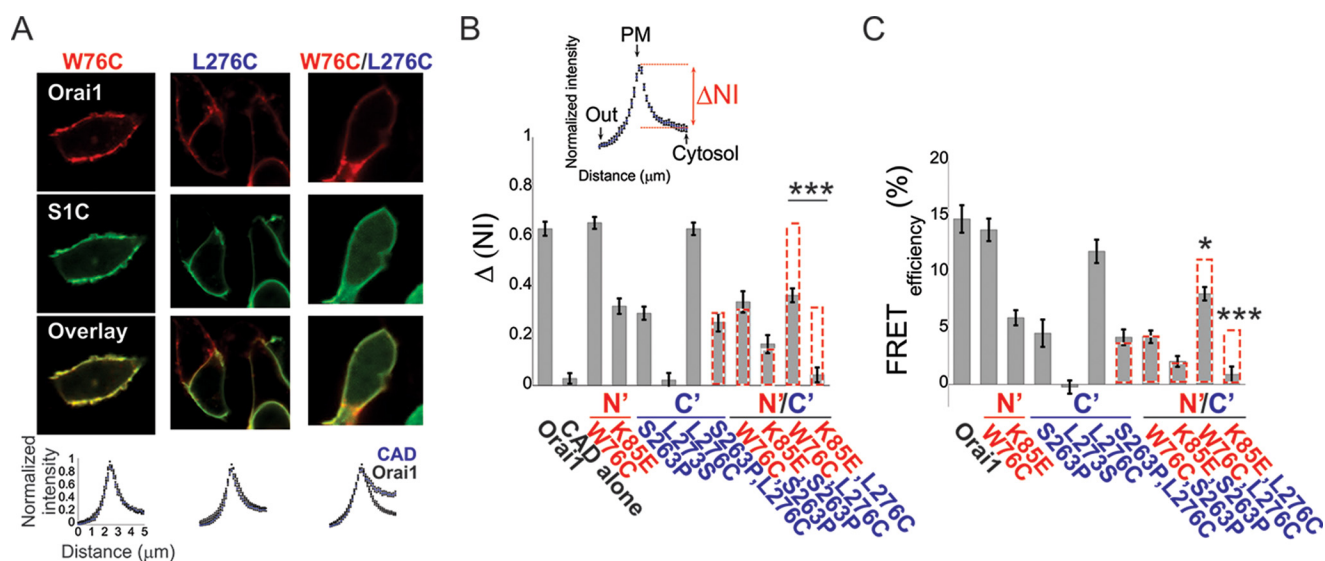 A
W76C
L276C
W76C/L276C
Orai1
S1C
Overlay
Normalized
intensity
1
0.8
0.6
0.4
0.2
0
0 1 2 3 4 5
Distance (μm)
CAD
Orai1
B
PM
Normalized intensity
Out
ΔNI
Cytosol
Distance (μm)
***
Δ (NI)
1
0.8
0.6
0.4
0.2
0
N'
C'
N'/C'
Orai1
CAD alone
W76C
K85E
S263P
L273S
L276C
S263P,L276C
W76C,S263P
K85E,S263P
W76C,L276C
K85E,L276C
C
FRET efficiency (%)
20
15
10
5
0
*
***
N'
C'
N'/C'
Orai1
W76C
K85E
S263P
L273S
L276C
S263P,L276C
W76C,S263P
K85E,S263P
W76C,L276C
K85E,L276C